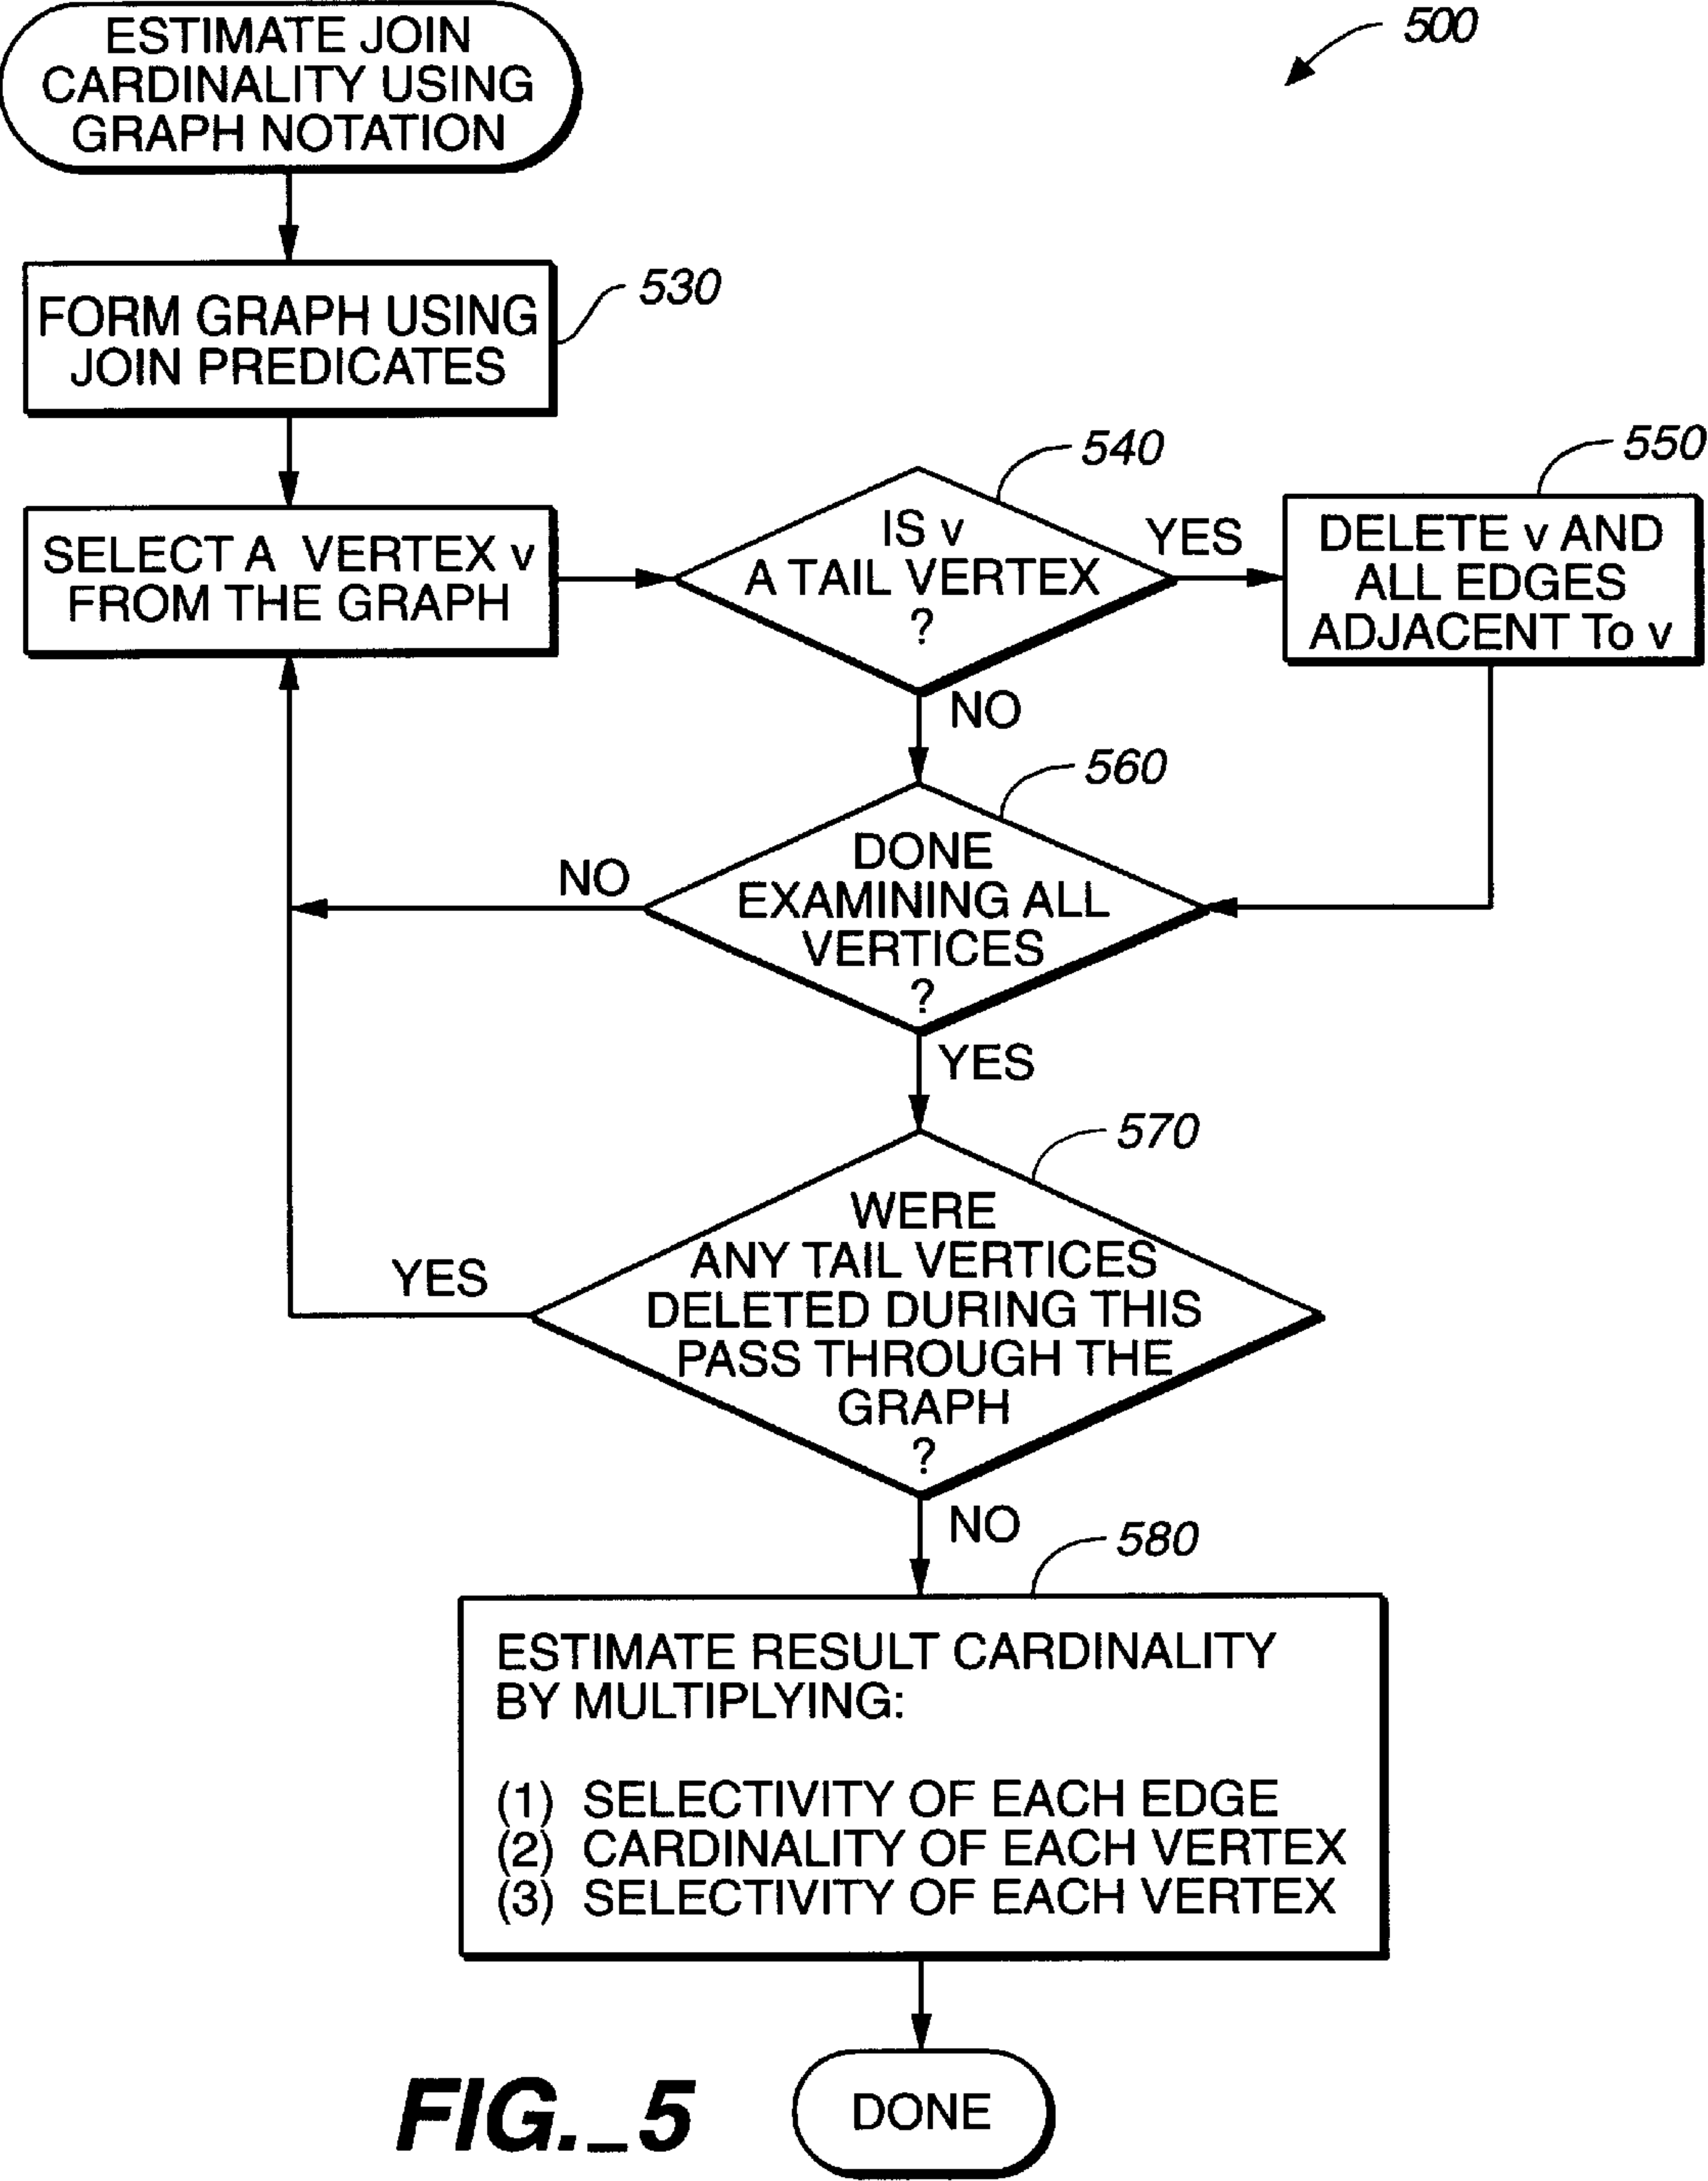 ESTIMATE JOIN
CARDINALITY USING
GRAPH NOTATION
500
FORM GRAPH USING
JOIN PREDICATES
530
SELECT A VERTEX v
FROM THE GRAPH
540
IS v
A TAIL VERTEX
?
YES
550
DELETE v AND
ALL EDGES
ADJACENT To v
NO
560
DONE
EXAMINING ALL
VERTICES
?
NO
YES
570
WERE
ANY TAIL VERTICES
DELETED DURING THIS
PASS THROUGH THE
GRAPH
?
YES
NO
580
ESTIMATE RESULT CARDINALITY
BY MULTIPLYING:
(1) SELECTIVITY OF EACH EDGE
(2) CARDINALITY OF EACH VERTEX
(3) SELECTIVITY OF EACH VERTEX
DONE
FIG._5